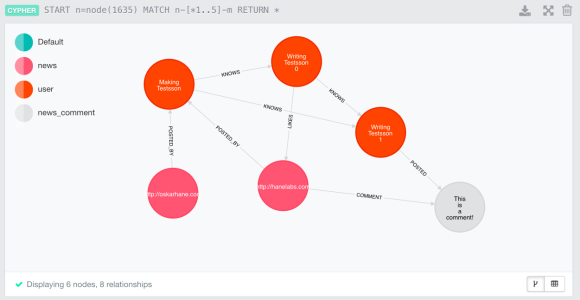 CYPHER START n=node(1635) MATCH n-[*1..5]-m RETURN *
Default
news
user
news_comment
Making
Testsson
Writing
Testsson
0
Writing
Testsson
1
KNOWS
KNOWS
KNOWS
LIKES
POSTED_BY
POSTED_BY
POSTED
COMMENT
ttp://oskarhane.com
ttp://hanelabs.com
This
is
a
comment!
Displaying 6 nodes, 8 relationships